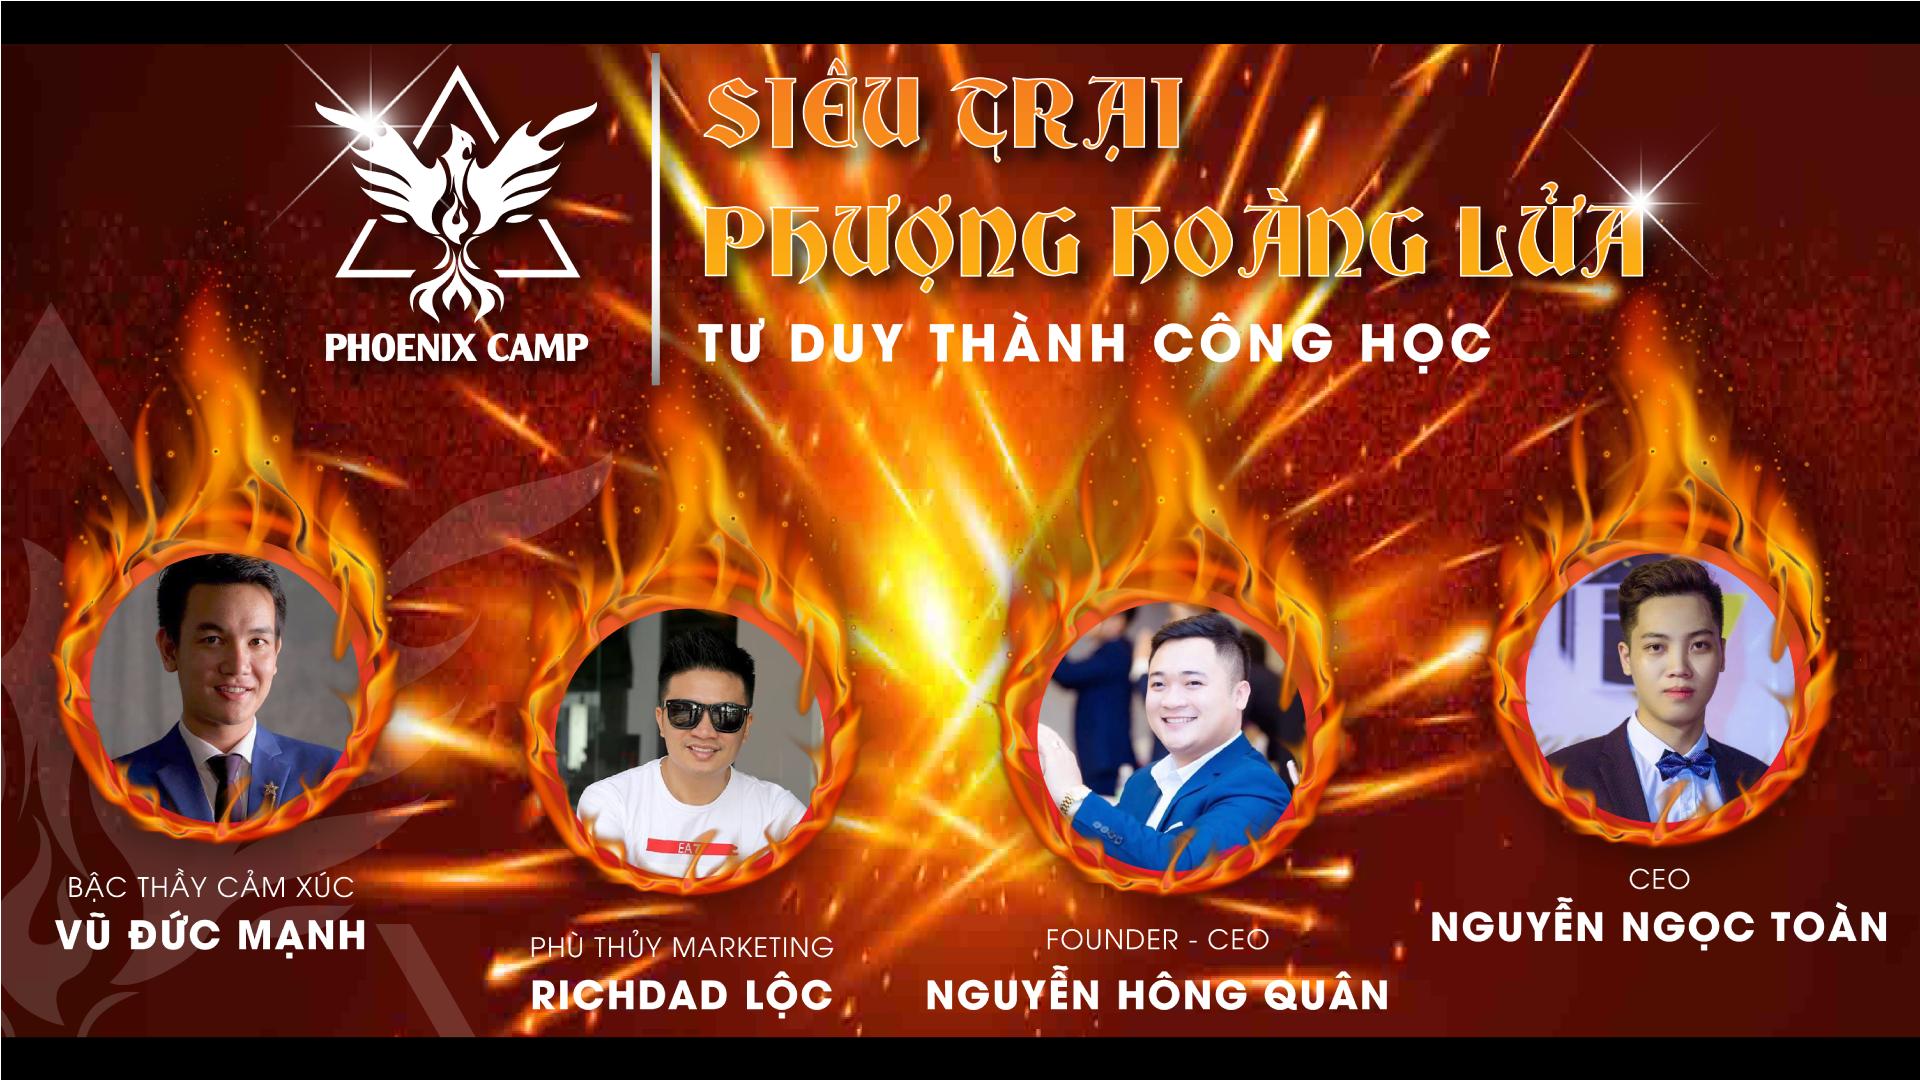 PHOENIX CAMP
SIÊU TRẠI
PHƯỢNG HOÀNG LỬA
TƯ DUY THÀNH CÔNG HỌC
BẬC THẦY CẢM XÚC
VŨ ĐỨC MẠNH
PHÙ THỦY MARKETING
RICHDAD LỘC
FOUNDER - CEO
NGUYỄN HÔNG QUÂN
CEO
NGUYỄN NGỌC TOÀN